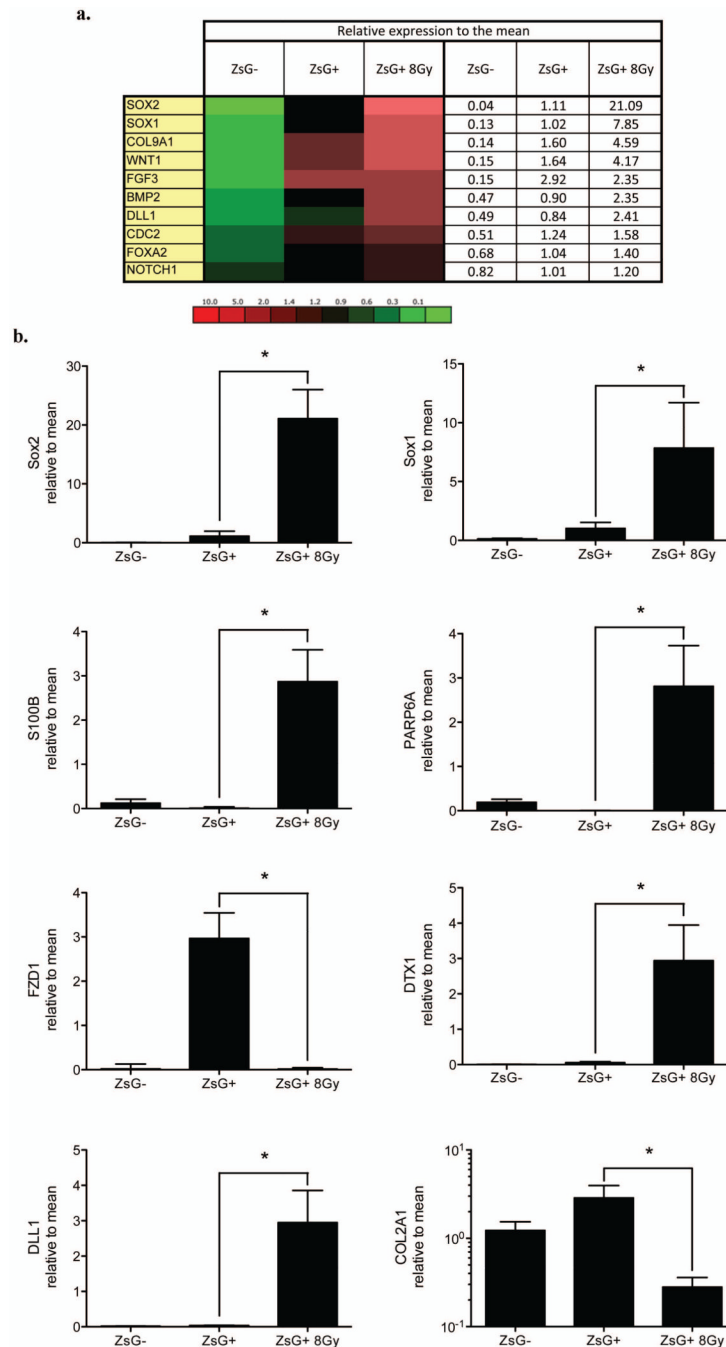 a.
Relative expression to the mean
ZsG- ZsG+ ZsG+ 8Gy ZsG- ZsG+ ZsG+ 8Gy
SOX2 0.04 1.11 21.09
SOX1 0.13 1.02 7.85
COL9A1 0.14 1.60 4.59
WNT1 0.15 1.64 4.17
FGF3 0.15 2.92 2.35
BMP2 0.47 0.90 2.35
DLL1 0.49 0.84 2.41
CDC2 0.51 1.24 1.58
FOXA2 0.68 1.04 1.40
NOTCH1 0.82 1.01 1.20
10.0 5.0 2.0 1.4 1.2 0.9 0.6 0.3 0.1
b.
Sox2
relative to mean
30
20
10
0
*
ZsG- ZsG+ ZsG+ 8Gy
Sox1
relative to mean
15
10
5
0
*
ZsG- ZsG+ ZsG+ 8Gy
S100B
relative to mean
4
3
2
1
0
*
ZsG- ZsG+ ZsG+ 8Gy
PARP6A
relative to mean
4
3
2
1
0
*
ZsG- ZsG+ ZsG+ 8Gy
FZD1
relative to mean
4
3
2
1
0
*
ZsG- ZsG+ ZsG+ 8Gy
DTX1
relative to mean
5
4
3
2
1
0
*
ZsG- ZsG+ ZsG+ 8Gy
DLL1
relative to mean
5
4
3
2
1
0
*
ZsG- ZsG+ ZsG+ 8Gy
COL2A1
relative to mean
10¹
10⁰
10⁻¹
*
ZsG- ZsG+ ZsG+ 8Gy